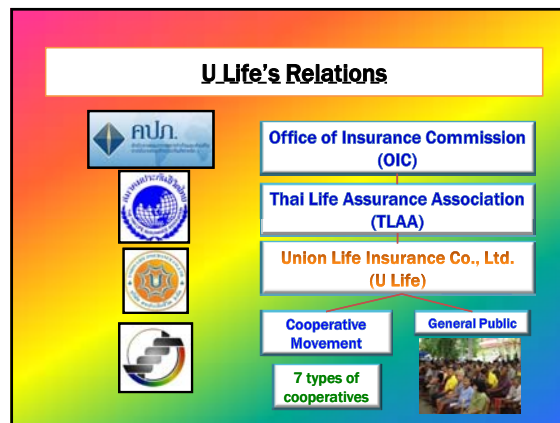 U Life's Relations
คปภ.
Office of Insurance Commission
(OIC)
Thai Life Assurance Association
(TLAA)
Union Life Insurance Co., Ltd.
(U Life)
Cooperative
Movement
General Public
7 types of
cooperatives